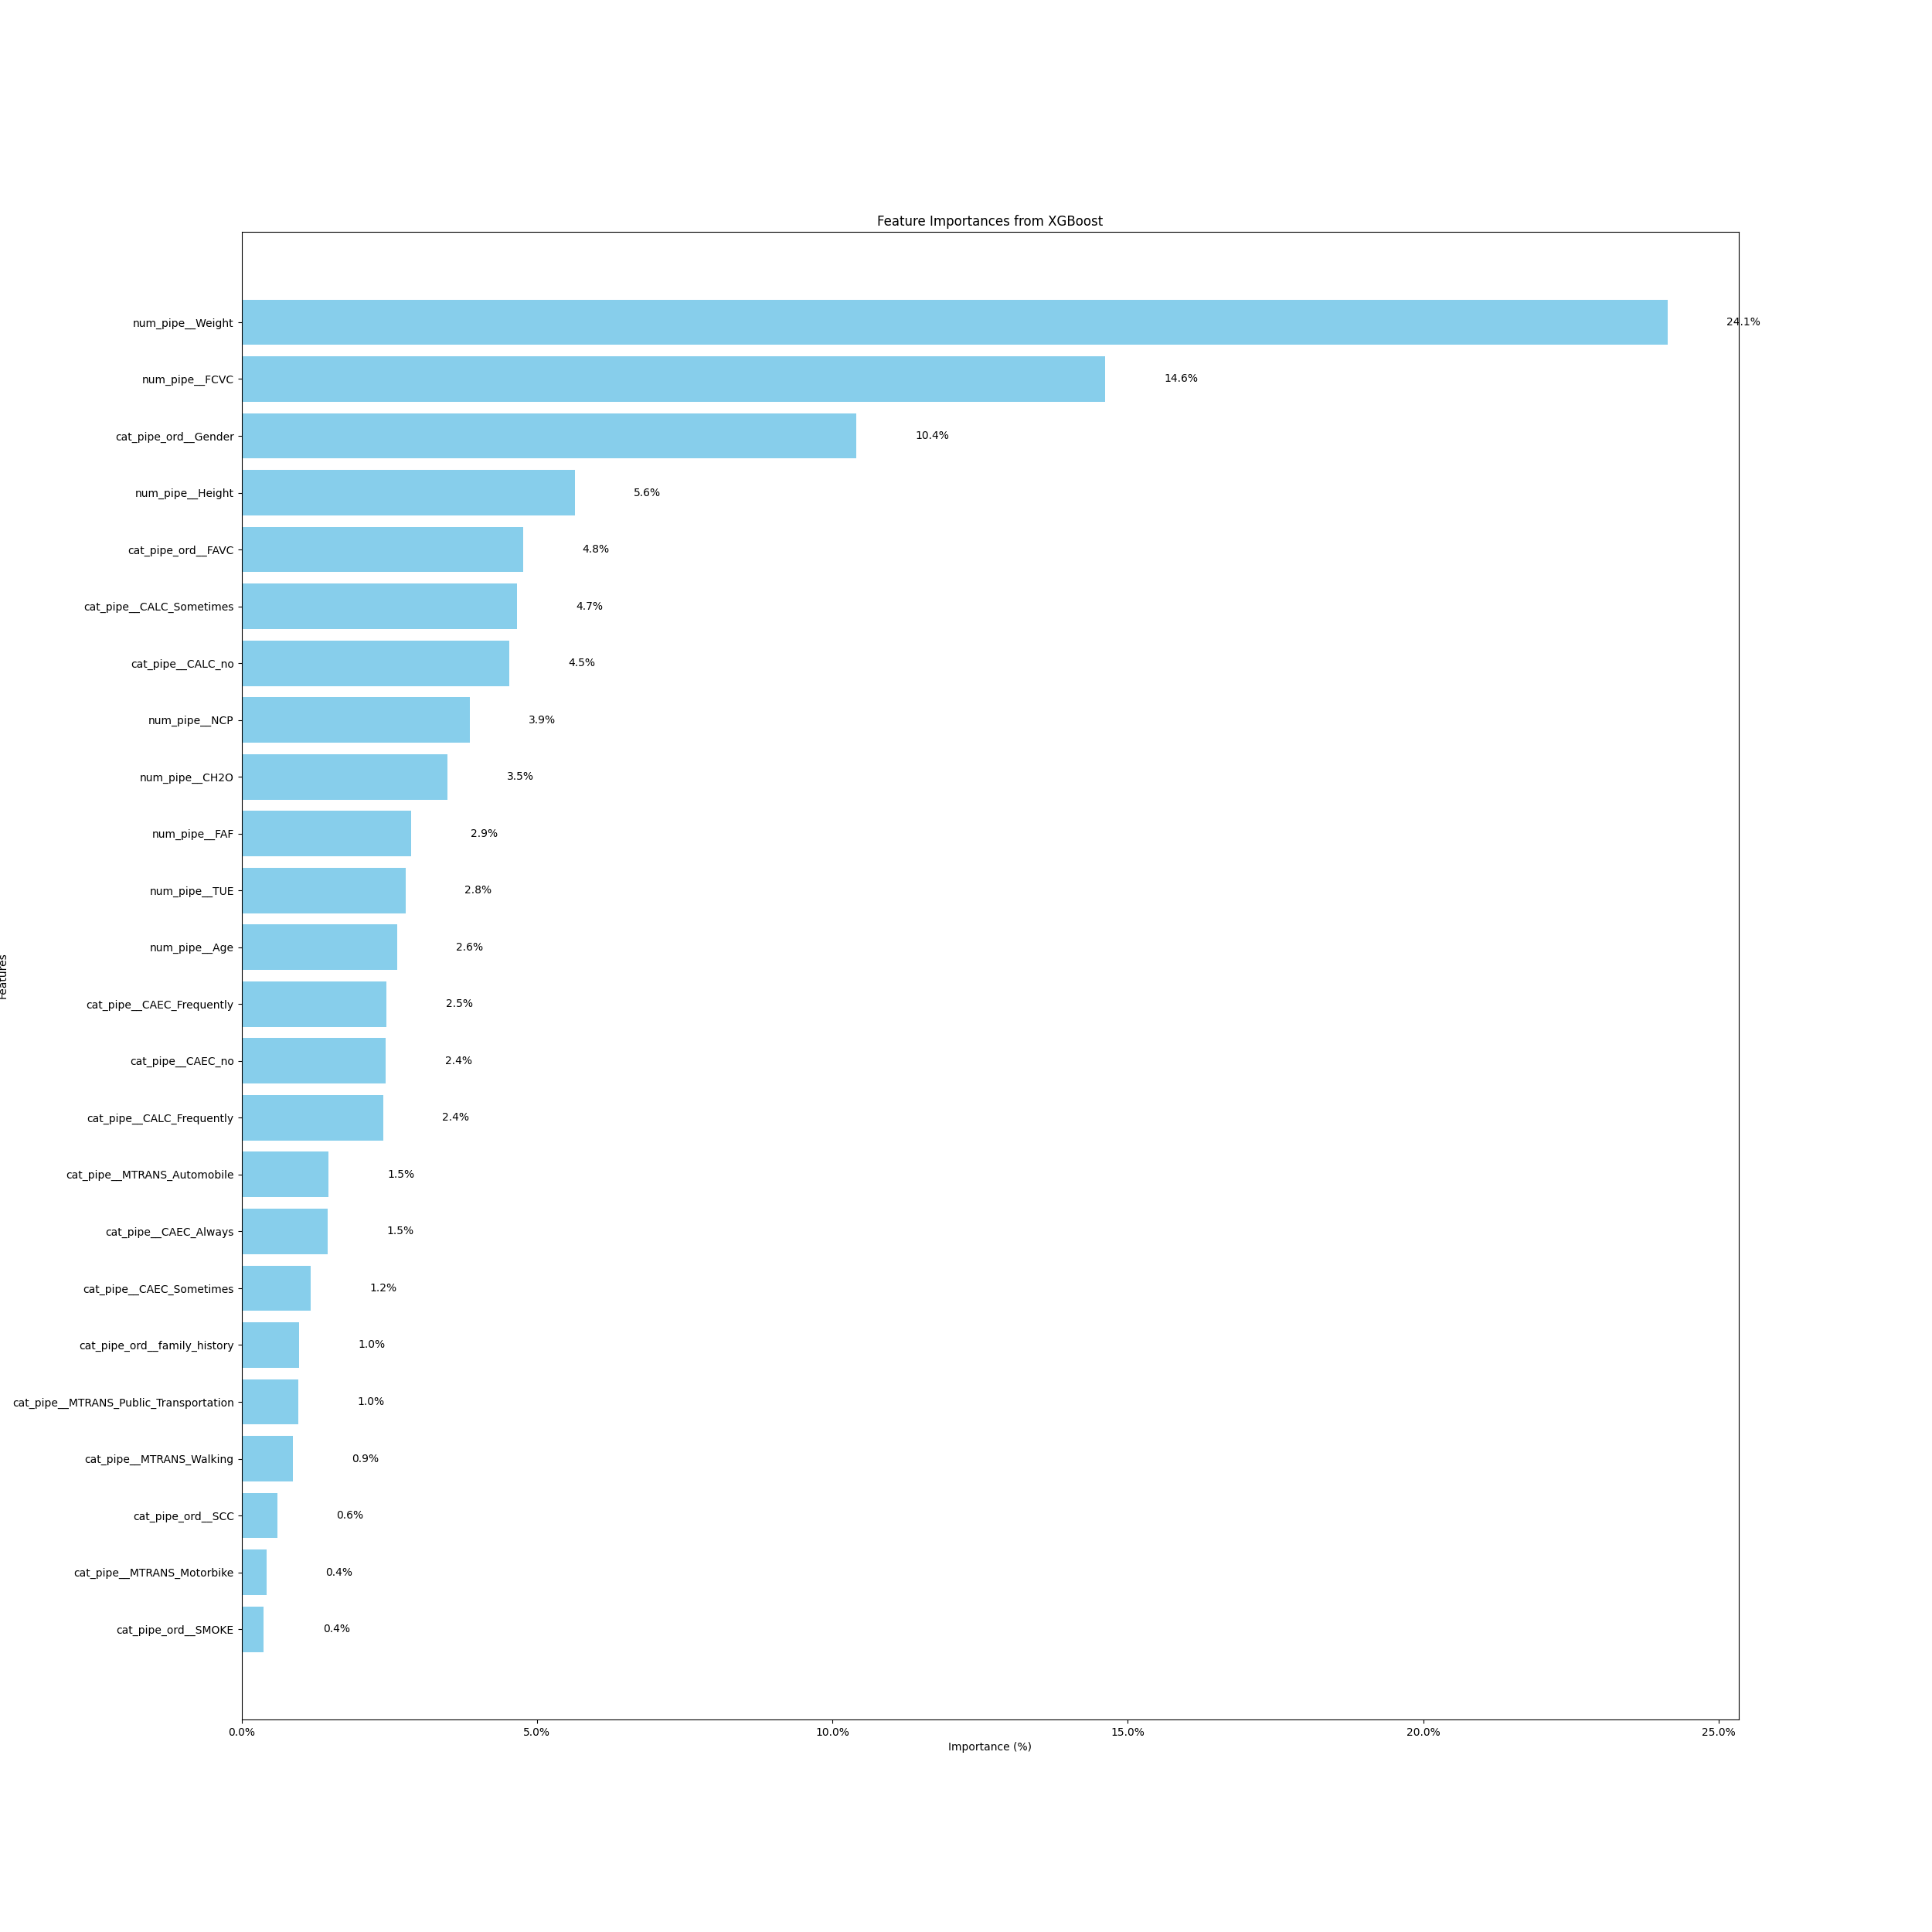 Feature Importances from XGBoost
num_pipe__Weight 24.1%
num_pipe__FCVC 14.6%
cat_pipe_ord__Gender 10.4%
num_pipe__Height 5.6%
cat_pipe_ord__FAVC 4.8%
cat_pipe__CALC_Sometimes 4.7%
cat_pipe__CALC_no 4.5%
num_pipe__NCP 3.9%
num_pipe__CH2O 3.5%
num_pipe__FAF 2.9%
num_pipe__TUE 2.8%
num_pipe__Age 2.6%
cat_pipe__CAEC_Frequently 2.5%
cat_pipe__CAEC_no 2.4%
cat_pipe__CALC_Frequently 2.4%
cat_pipe__MTRANS_Automobile 1.5%
cat_pipe__CAEC_Always 1.5%
cat_pipe__CAEC_Sometimes 1.2%
cat_pipe_ord__family_history 1.0%
cat_pipe__MTRANS_Public_Transportation 1.0%
cat_pipe__MTRANS_Walking 0.9%
cat_pipe_ord__SCC 0.6%
cat_pipe__MTRANS_Motorbike 0.4%
cat_pipe_ord__SMOKE 0.4%
Features
0.0% 5.0% 10.0% 15.0% 20.0% 25.0%
Importance (%)